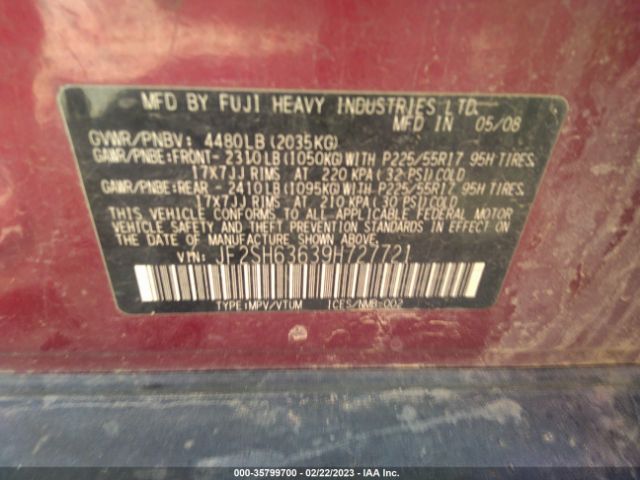 MFD BY FUJI HEAVY INDUSTRIES LTD.
MFD IN 05/08
GVWR/PNBV: 4480LB(2035KG)
GAWR/PNBE:FRONT- 2310LB(1050KG)WITH P225/55R17 95H TIRES,
17X7JJ RIMS AT 220 KPA(32 PSI)COLD
GAWR/PNBE:REAR - 2410LB(1095KG)WITH P225/55R17 95H TIRES,
17X7JJ RIMS AT 210 KPA(30 PSI)COLD
THIS VEHICLE CONFORMS TO ALL APPLICABLE FEDERAL MOTOR
VEHICLE SAFETY AND THEFT PREVENTION STANDARDS IN EFFECT
ON THE DATE OF MANUFACTURE SHOWN ABOVE.
VIN: JF2SH63639H727721
TYPE:MPV/VTUM ICES/NMB-002
000-35799700 - 02/22/2023 - IAA Inc.